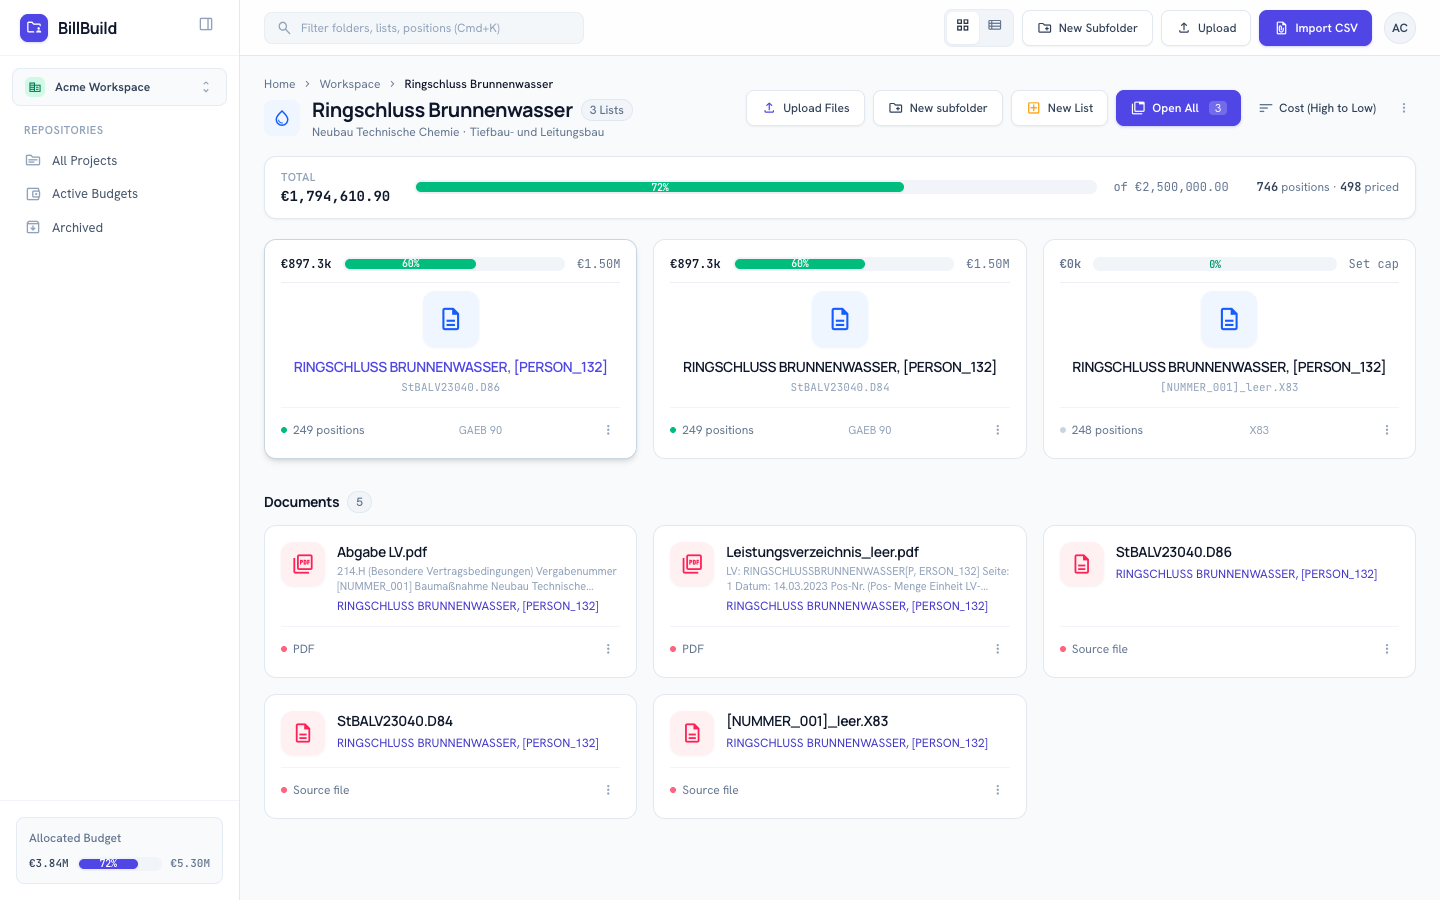 BillBuild
Filter folders, lists, positions (Cmd+K)
New Subfolder
Upload
Import CSV
AC
Acme Workspace
REPOSITORIES
All Projects
Active Budgets
Archived
Home > Workspace > Ringschluss Brunnenwasser
Ringschluss Brunnenwasser 3 Lists
Neubau Technische Chemie · Tiefbau- und Leitungsbau
Upload Files
New subfolder
New List
Open All 3
Cost (High to Low)
TOTAL
€1,794,610.90
72%
of €2,500,000.00
746 positions · 498 priced
€897.3k 60% €1.50M
RINGSCHLUSS BRUNNENWASSER, [PERSON_132]
StBALV23040.D86
249 positions GAEB 90
€897.3k 60% €1.50M
RINGSCHLUSS BRUNNENWASSER, [PERSON_132]
StBALV23040.D84
249 positions GAEB 90
€0k 0% Set cap
RINGSCHLUSS BRUNNENWASSER, [PERSON_132]
[NUMMER_001]_leer.X83
248 positions X83
Documents 5
PDF
Abgabe LV.pdf
214.H (Besondere Vertragsbedingungen) Vergabenummer
[NUMMER_001] Baumaßnahme Neubau Technische...
RINGSCHLUSS BRUNNENWASSER, [PERSON_132]
PDF
PDF
Leistungsverzeichnis_leer.pdf
LV: RINGSCHLUSSBRUNNENWASSER[P, ERSON_132] Seite:
1 Datum: 14.03.2023 Pos-Nr. (Pos- Menge Einheit LV-...
RINGSCHLUSS BRUNNENWASSER, [PERSON_132]
PDF
StBALV23040.D86
RINGSCHLUSS BRUNNENWASSER, [PERSON_132]
Source file
StBALV23040.D84
RINGSCHLUSS BRUNNENWASSER, [PERSON_132]
Source file
[NUMMER_001]_leer.X83
RINGSCHLUSS BRUNNENWASSER, [PERSON_132]
Source file
Allocated Budget
€3.84M 72% €5.30M